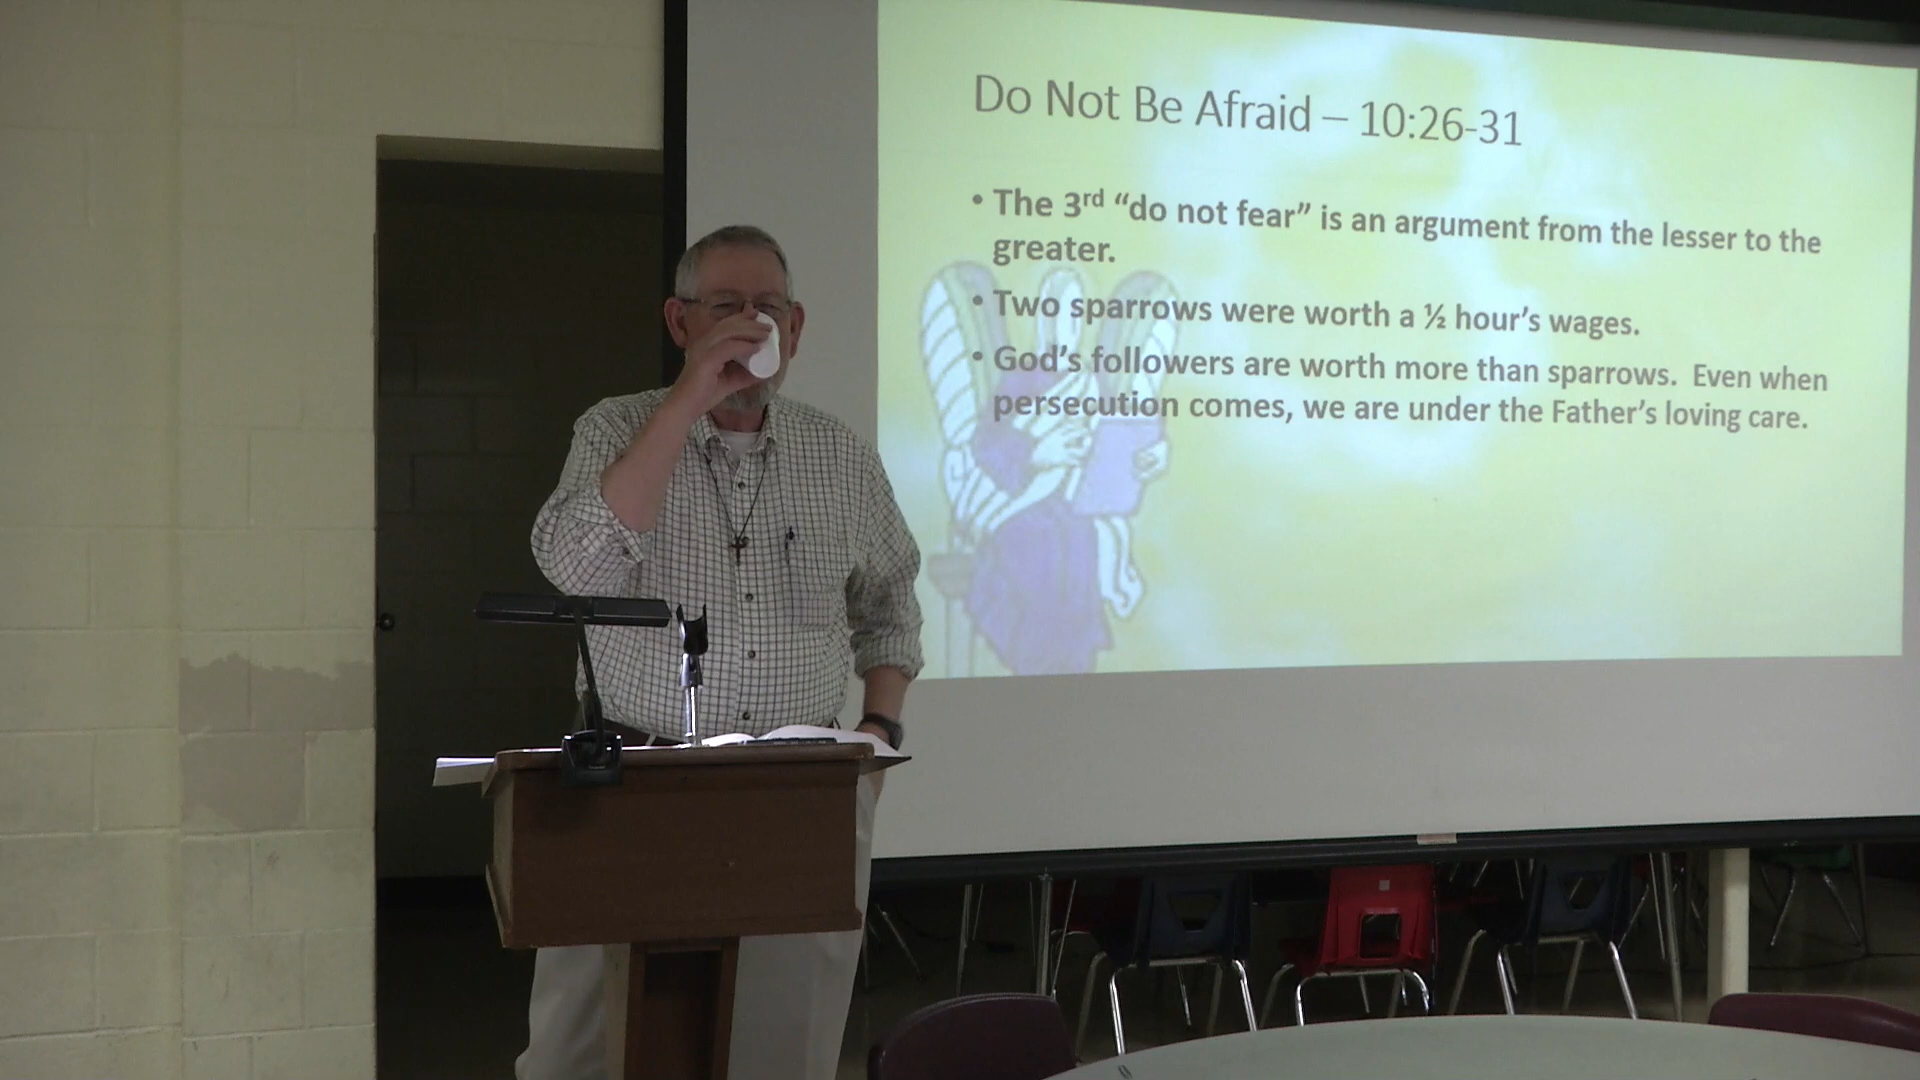 Do Not Be Afraid – 10:26-31
• The 3rd “do not fear” is an argument from the lesser to the
greater.
• Two sparrows were worth a ½ hour’s wages.
• God’s followers are worth more than sparrows.  Even when
persecution comes, we are under the Father’s loving care.